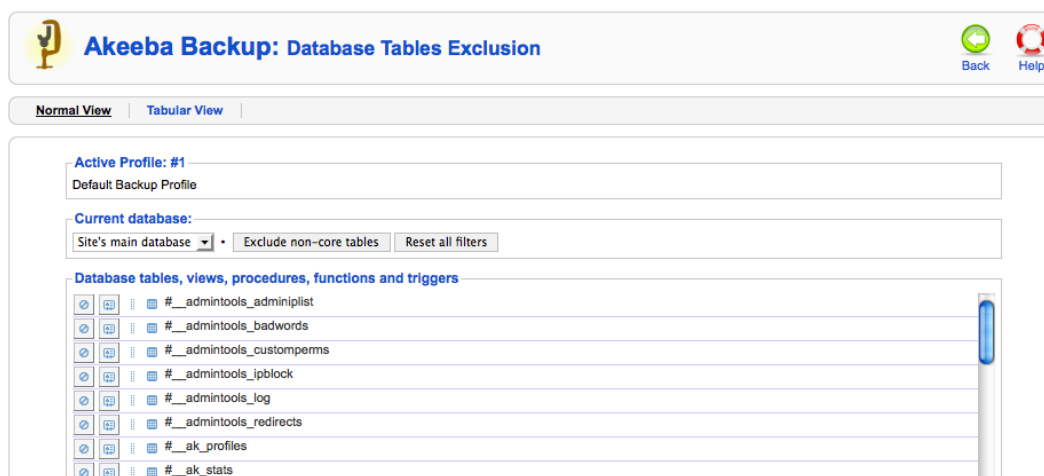 Akeeba Backup: Database Tables Exclusion
Back
Help
Normal View
Tabular View
Active Profile: #1
Default Backup Profile
Current database:
Site's main database • Exclude non-core tables Reset all filters
Database tables, views, procedures, functions and triggers
#__admintools_adminiplist
#__admintools_badwords
#__admintools_customperms
#__admintools_ipblock
#__admintools_log
#__admintools_redirects
#__ak_profiles
#__ak_stats